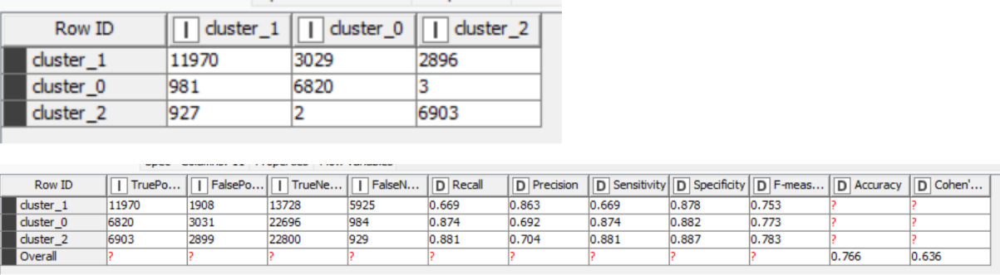 Row ID I cluster_1 I cluster_0 I cluster_2
cluster_1 11970 3029 2896
cluster_0 981 6820 3
cluster_2 927 2 6903
Row ID I TruePo... I FalsePo... I TrueNe... I FalseN... D Recall D Precision D Sensitivity D Specificity D F-meas... D Accuracy D Cohen'...
cluster_1 11970 1908 13728 5925 0.669 0.863 0.669 0.878 0.753 ? ?
cluster_0 6820 3031 22696 984 0.874 0.692 0.874 0.882 0.773 ? ?
cluster_2 6903 2899 22800 929 0.881 0.704 0.881 0.887 0.783 ? ?
Overall ? ? ? ? ? ? ? ? ? 0.766 0.636